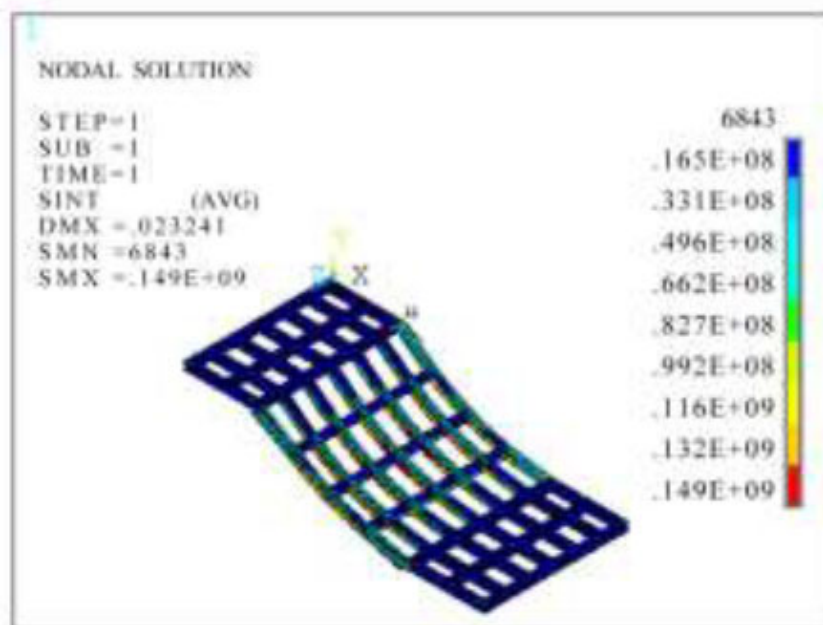 NODAL SOLUTION
STEP=1
SUB =1
TIME=1
SINT (AVG)
DMX =.023241
SMN =6843
SMX =.149E+09
X
6843
.165E+08
.331E+08
.496E+08
.662E+08
.827E+08
.992E+08
.116E+09
.132E+09
.149E+09